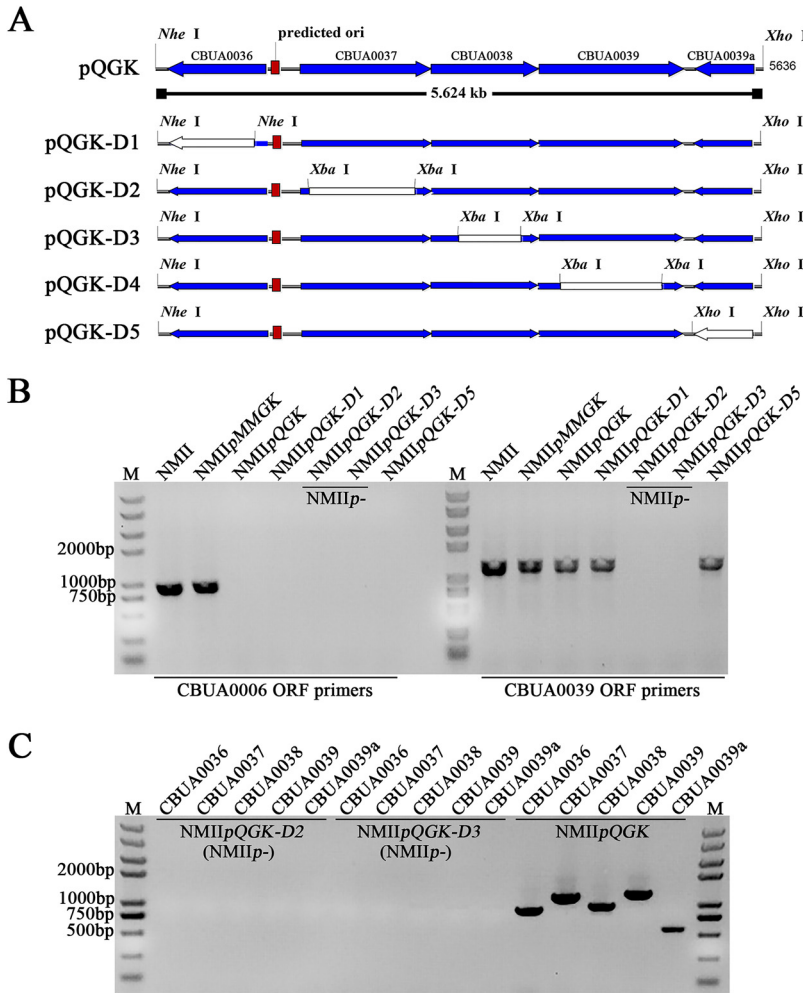 A
Nhe I
predicted ori
Xho I
CBUA0036
CBUA0037
CBUA0038
CBUA0039
CBUA0039a
pQGK
5636
5.624 kb
Nhe I
Nhe I
Xho I
pQGK-D1
Nhe I
Xba I
Xba I
Xho I
pQGK-D2
Nhe I
Xba I
Xba I
Xho I
pQGK-D3
Nhe I
Xba I
Xba I
Xho I
pQGK-D4
Nhe I
Xho I
Xho I
pQGK-D5
B
M
NMII
NMIIpMMGK
NMIIpQGK
NMIIpQGK-D1
NMIIpQGK-D2
NMIIpQGK-D3
NMIIpQGK-D5
M
NMII
NMIIpMMGK
NMIIpQGK
NMIIpQGK-D1
NMIIpQGK-D2
NMIIpQGK-D3
NMIIpQGK-D5
NMIIp-
NMIIp-
2000bp
1000bp
750bp
CBUA0006 ORF primers
CBUA0039 ORF primers
C
M
CBUA0036
CBUA0037
CBUA0038
CBUA0039
CBUA0039a
CBUA0036
CBUA0037
CBUA0038
CBUA0039
CBUA0039a
CBUA0036
CBUA0037
CBUA0038
CBUA0039
CBUA0039a
M
NMIIpQGK-D2
(NMIIp-)
NMIIpQGK-D3
(NMIIp-)
NMIIpQGK
2000bp
1000bp
750bp
500bp